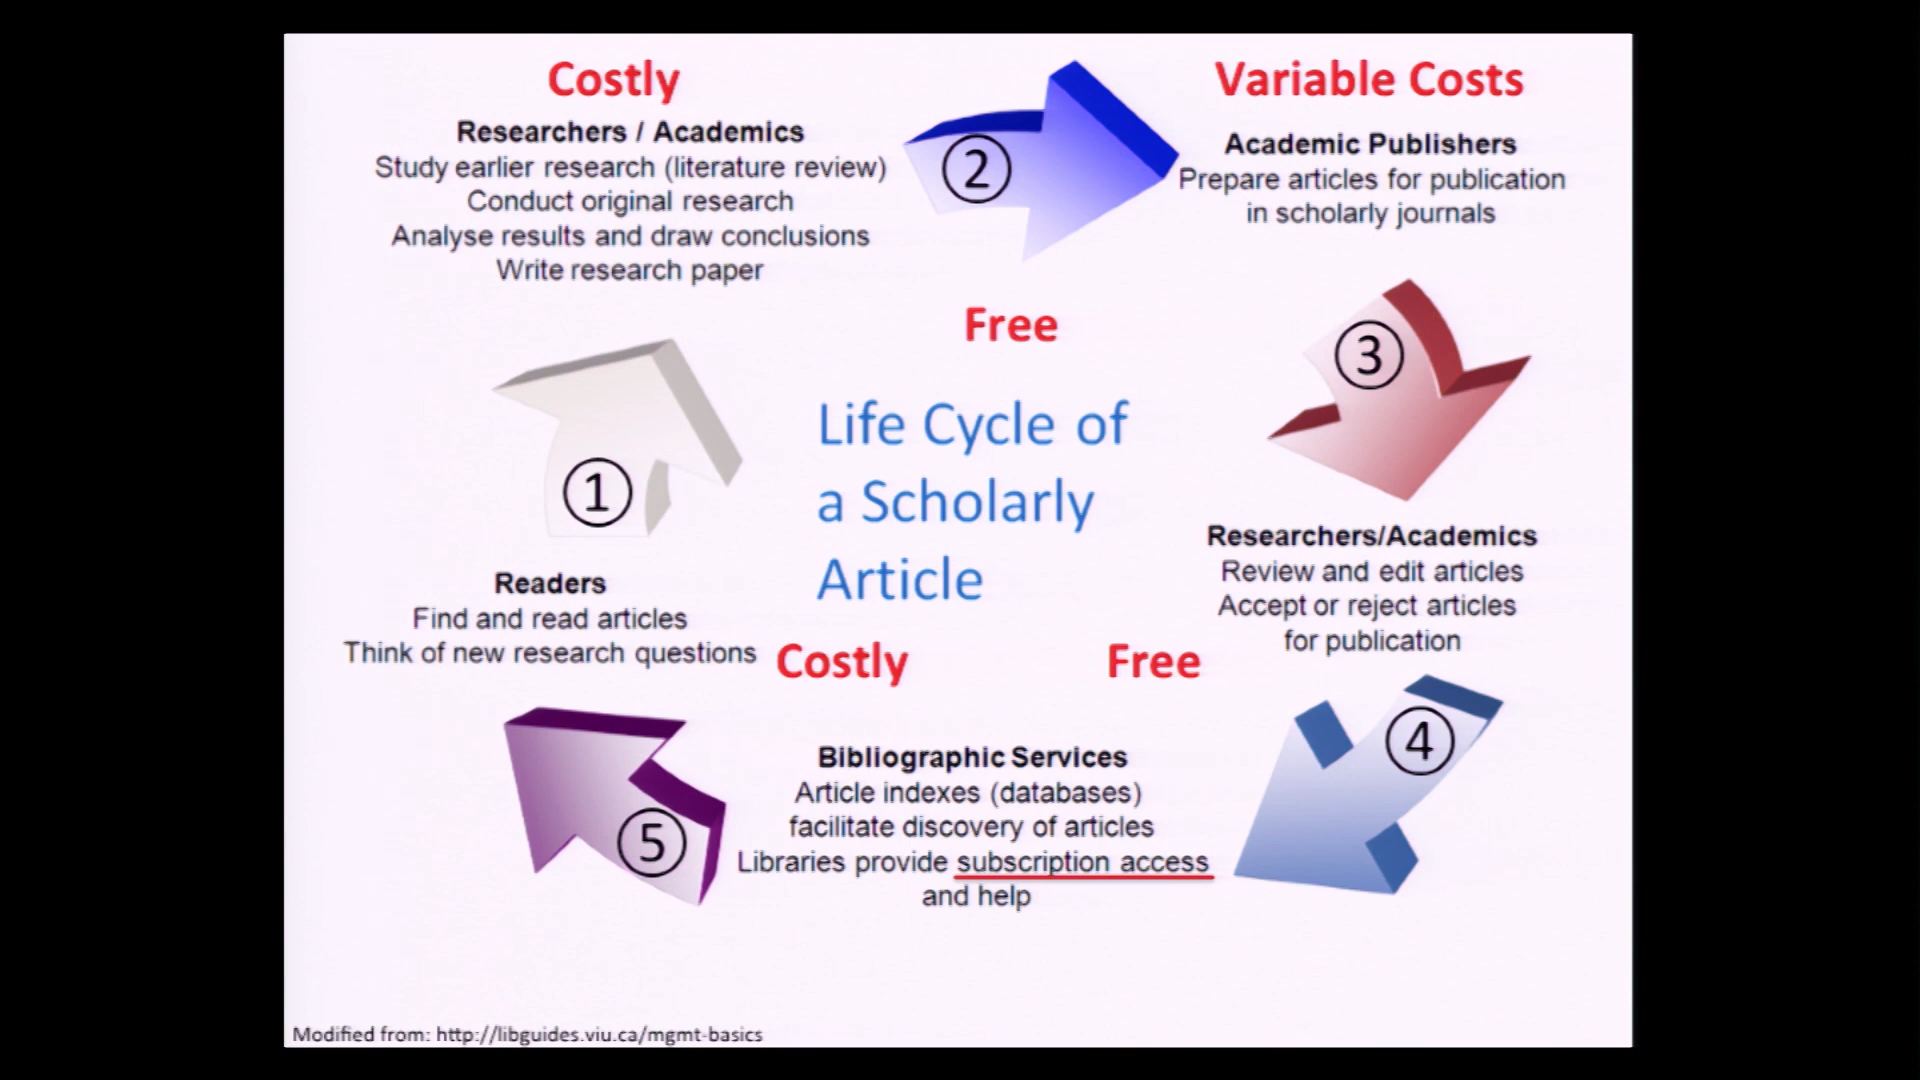 Costly
Researchers / Academics
Study earlier research (literature review)
Conduct original research
Analyse results and draw conclusions
Write research paper
2
Variable Costs
Academic Publishers
Prepare articles for publication
in scholarly journals
Free
3
1
Life Cycle of
a Scholarly
Article
Researchers/Academics
Review and edit articles
Accept or reject articles
for publication
Readers
Find and read articles
Think of new research questions
Costly
Free
4
Bibliographic Services
Article indexes (databases)
facilitate discovery of articles
Libraries provide subscription access
and help
5
Modified from: http://libguides.viu.ca/mgmt-basics